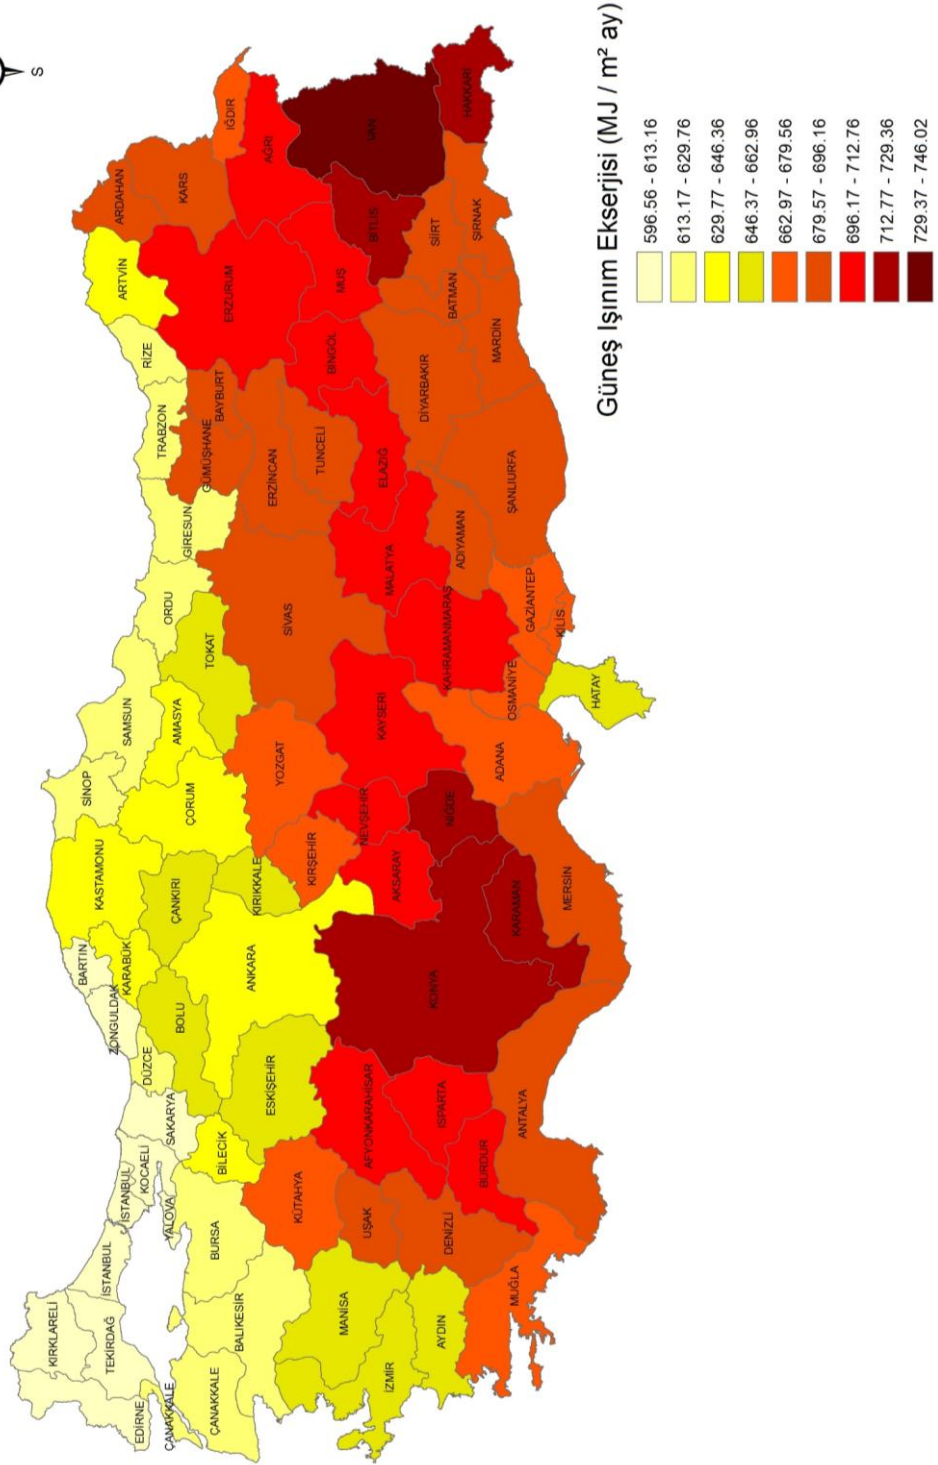 S
KIRKLARELİ
EDİRNE
TEKİRDAĞ
İSTANBUL
İSTANBUL
KOCAELİ
YALOVA
SAKARYA
DÜZCE
ZONGULDAK
BARTIN
KARABÜK
KASTAMONU
SİNOP
SAMSUN
ORDU
GİRESUN
TRABZON
RİZE
ARTVİN
ARDAHAN
KARS
IĞDIR
ÇANAKKALE
ÇANAKKALE
BALIKESİR
BURSA
BİLECİK
BOLU
ÇANKIRI
ÇORUM
AMASYA
TOKAT
GÜMÜŞHANE
BAYBURT
ERZURUM
AĞRI
KÜTAHYA
ESKİŞEHİR
ANKARA
KIRIKKALE
KIRŞEHİR
YOZGAT
SİVAS
ERZİNCAN
TUNCELİ
BİNGÖL
MUŞ
BİTLİS
VAN
MANİSA
İZMİR
UŞAK
AFYONKARAHİSAR
AKSARAY
NEVŞEHİR
KAYSERİ
MALATYA
ELAZIĞ
AYDIN
DENİZLİ
BURDUR
ISPARTA
KONYA
NİĞDE
KAHRAMANMARAŞ
ADIYAMAN
DİYARBAKIR
BATMAN
SİİRT
ŞIRNAK
HAKKARİ
MUĞLA
ANTALYA
KARAMAN
MERSİN
ADANA
OSMANİYE
GAZİANTEP
KİLİS
HATAY
ŞANLIURFA
MARDİN
Güneş Işınım Ekserjisi (MJ / m² ay)
596.56 - 613.16
613.17 - 629.76
629.77 - 646.36
646.37 - 662.96
662.97 - 679.56
679.57 - 696.16
696.17 - 712.76
712.77 - 729.36
729.37 - 746.02